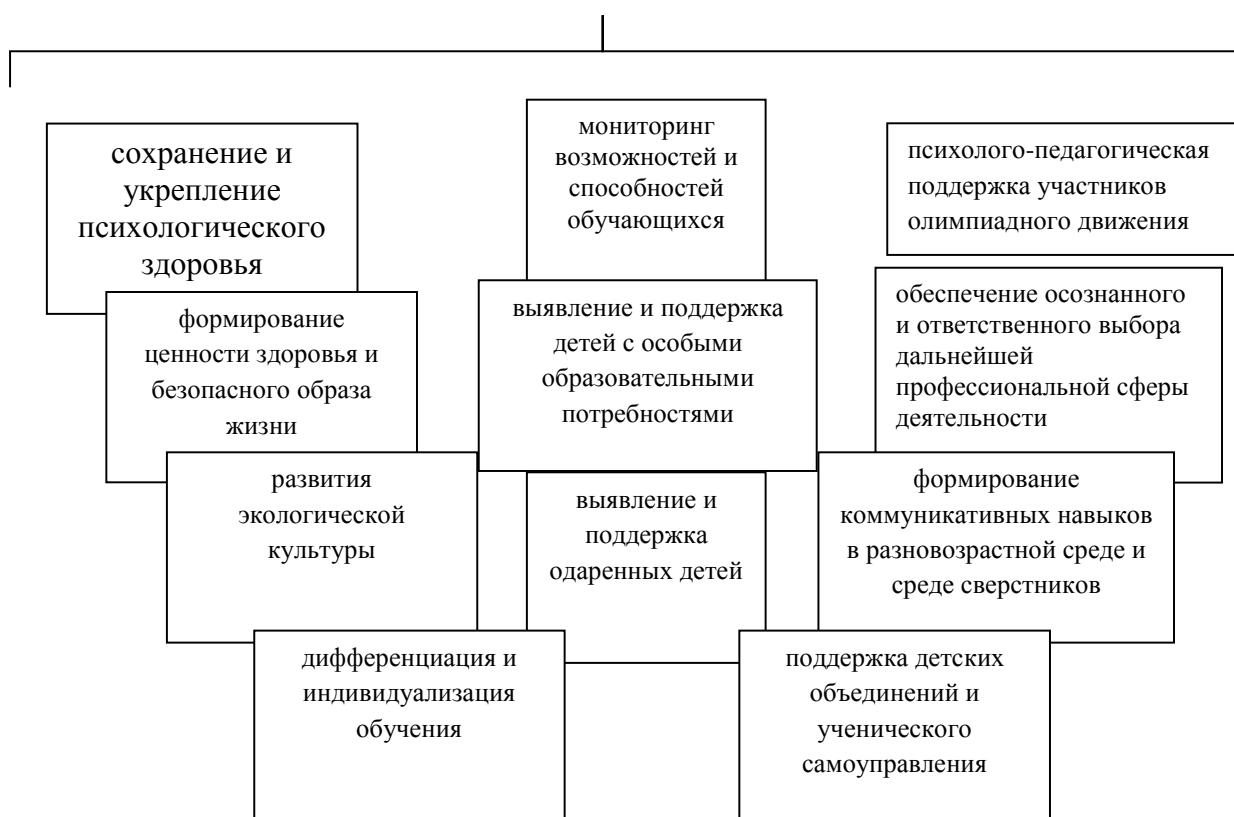 сохранение и
укрепление
психологического
здоровья
мониторинг
возможностей и
способностей
обучающихся
психолого-педагогическая
поддержка участников
олимпиадного движения
формирование
ценности здоровья и
безопасного образа
жизни
выявление и поддержка
детей с особыми
образовательными
потребностями
обеспечение осознанного
и ответственного выбора
дальнейшей
профессиональной сферы
деятельности
развития
экологической
культуры
выявление и
поддержка
одаренных детей
формирование
коммуникативных навыков
в разновозрастной среде и
среде сверстников
дифференциация и
индивидуализация
обучения
поддержка детских
объединений и
ученического
самоуправления